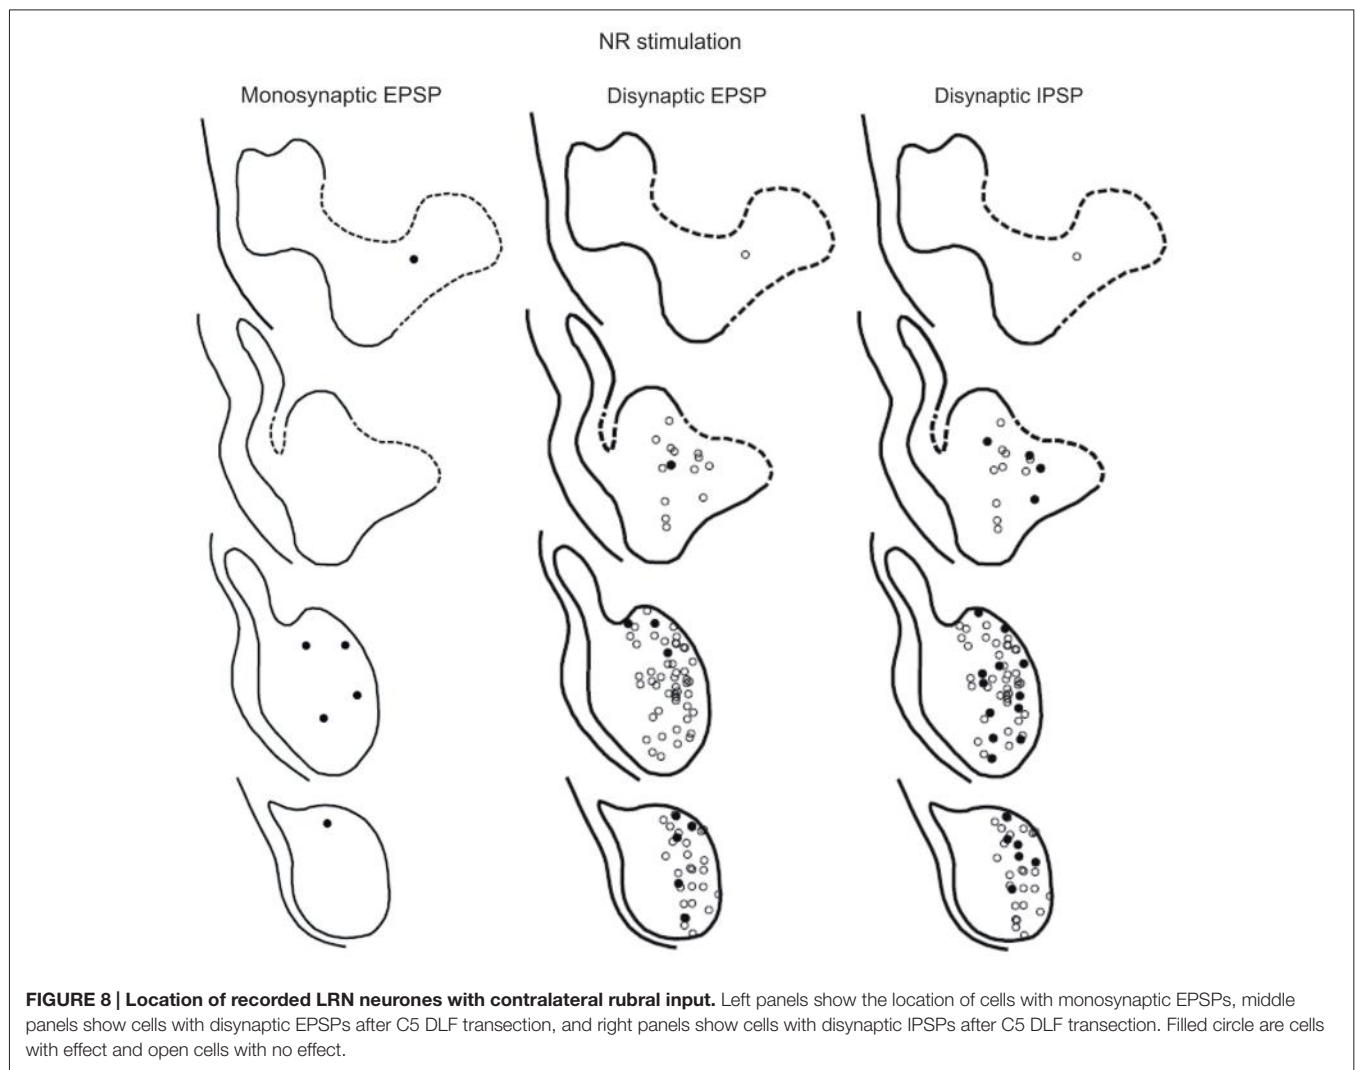 NR stimulation
Monosynaptic EPSP
Disynaptic EPSP
Disynaptic IPSP
FIGURE 8 | Location of recorded LRN neurones with contralateral rubral input. Left panels show the location of cells with monosynaptic EPSPs, middle
panels show cells with disynaptic EPSPs after C5 DLF transection, and right panels show cells with disynaptic IPSPs after C5 DLF transection. Filled circle are cells
with effect and open cells with no effect.